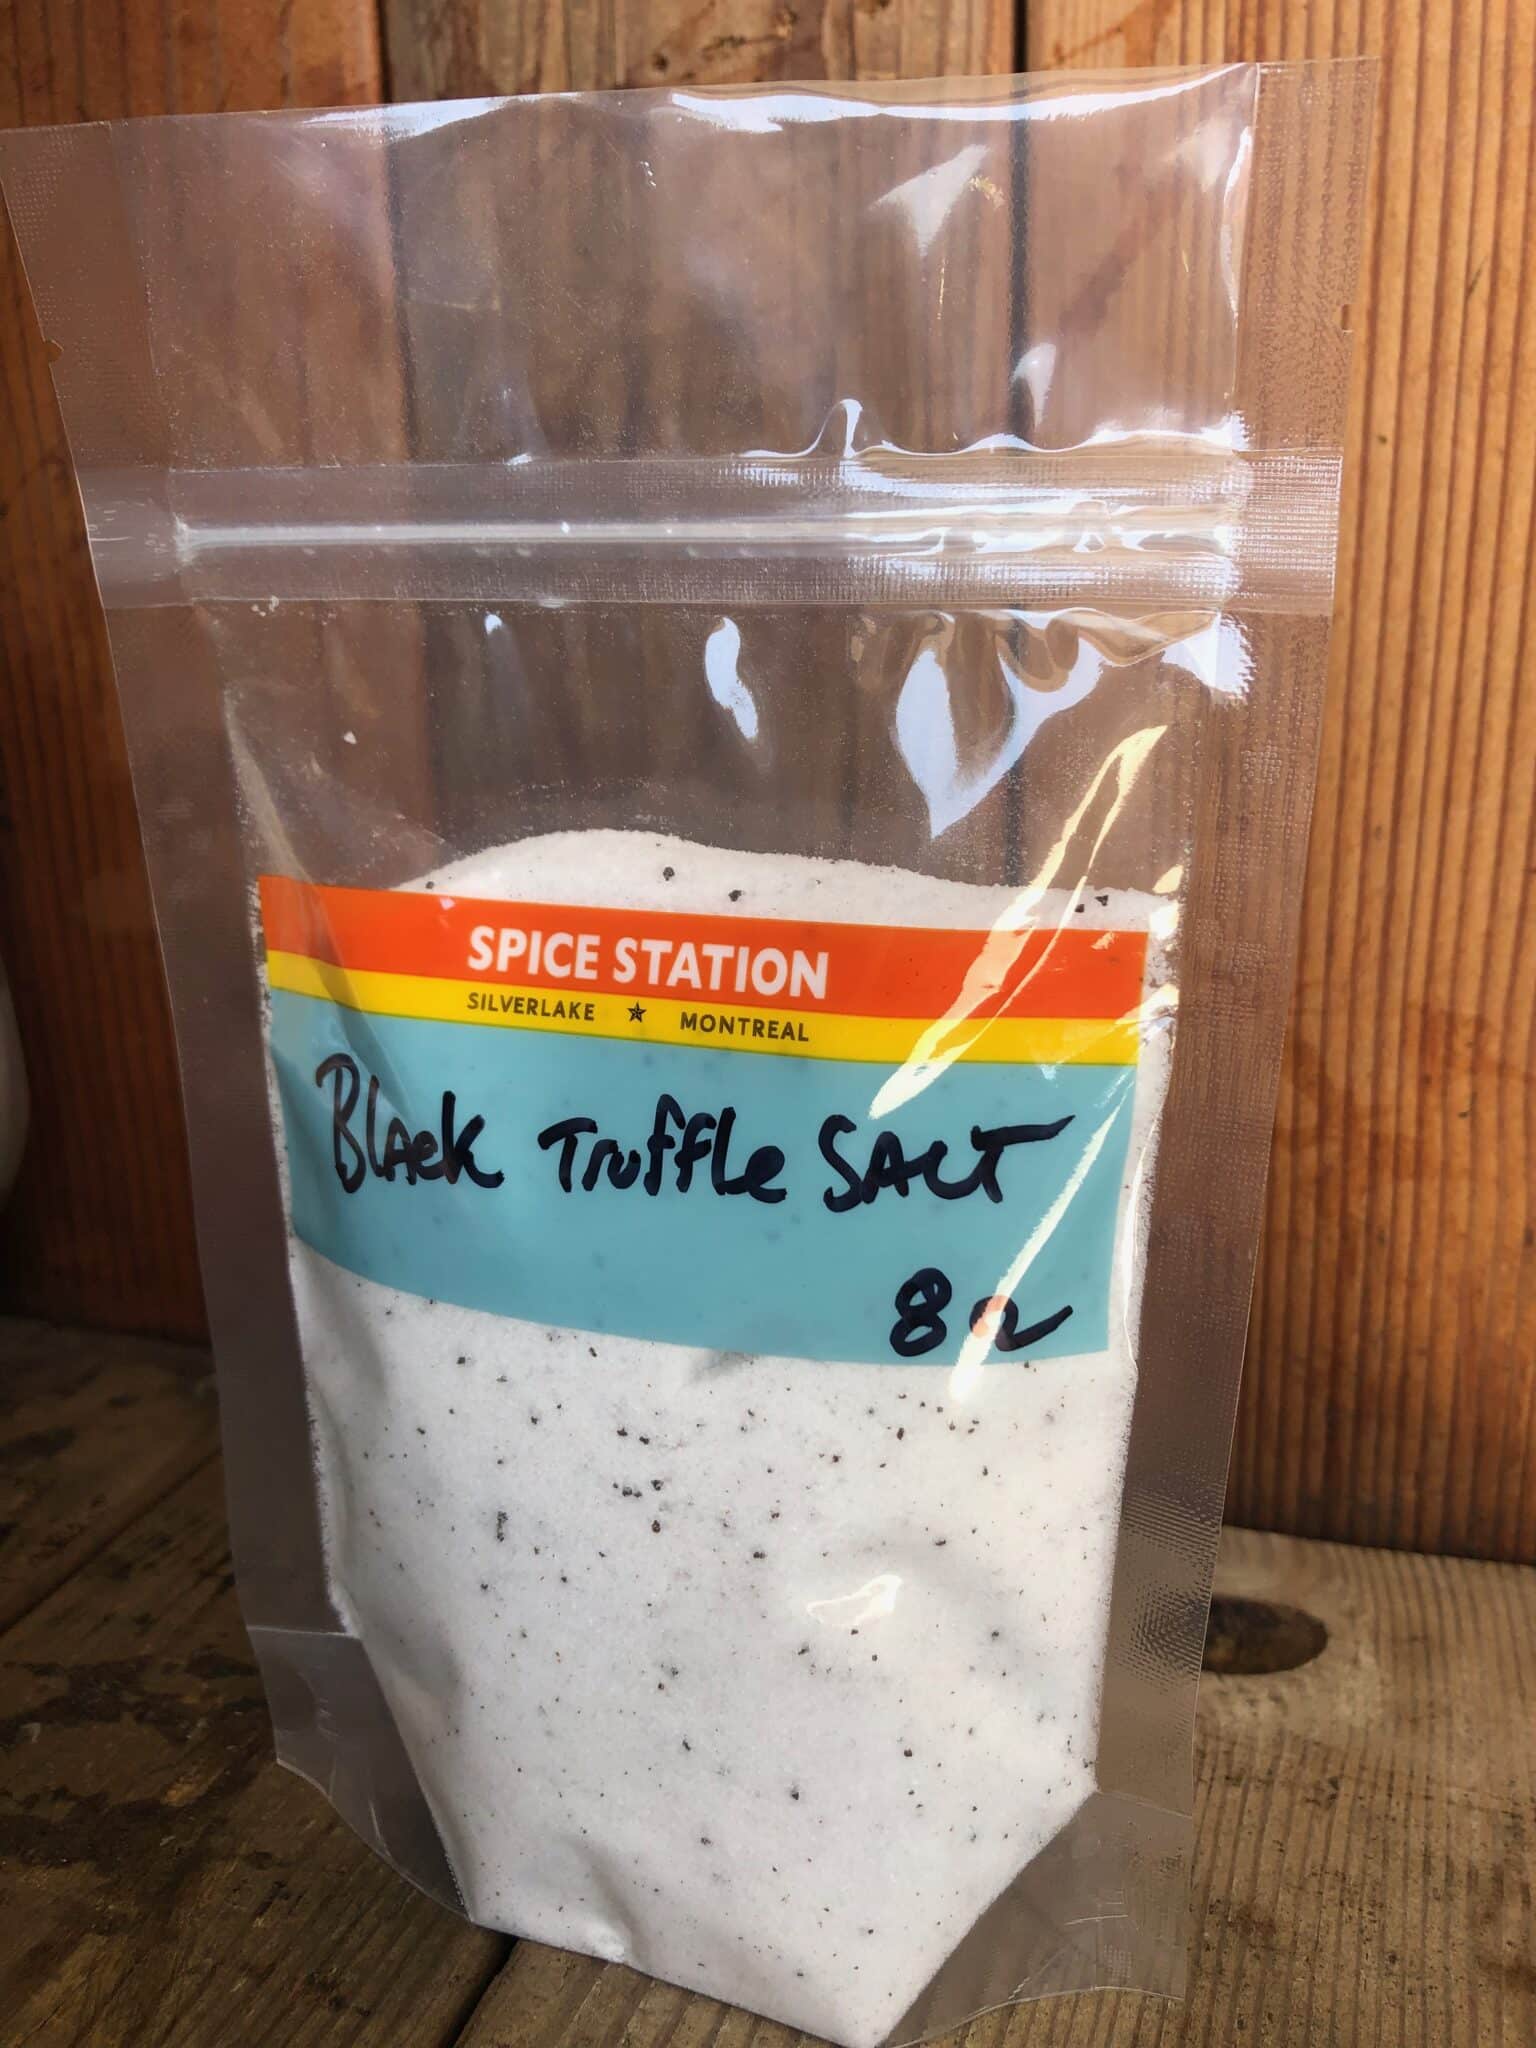 SPICE STATION
SILVERLAKE ★ MONTREAL
Black Truffle SALT
8oz